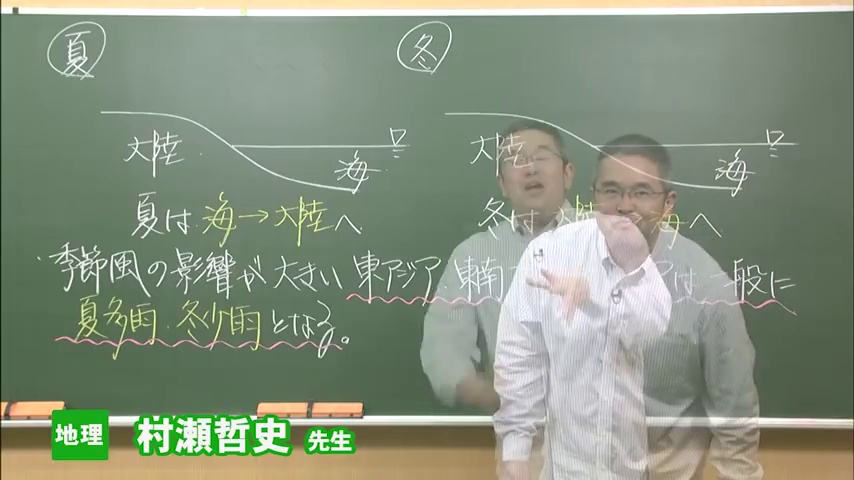 夏
冬
大陸
海
大陸
海
夏は 海→大陸へ
冬は 大陸 海へ
季節風の影響が大きい 東アジア・東南 アは一般に
夏多雨・冬少雨となる。
地理 村瀬哲史 先生